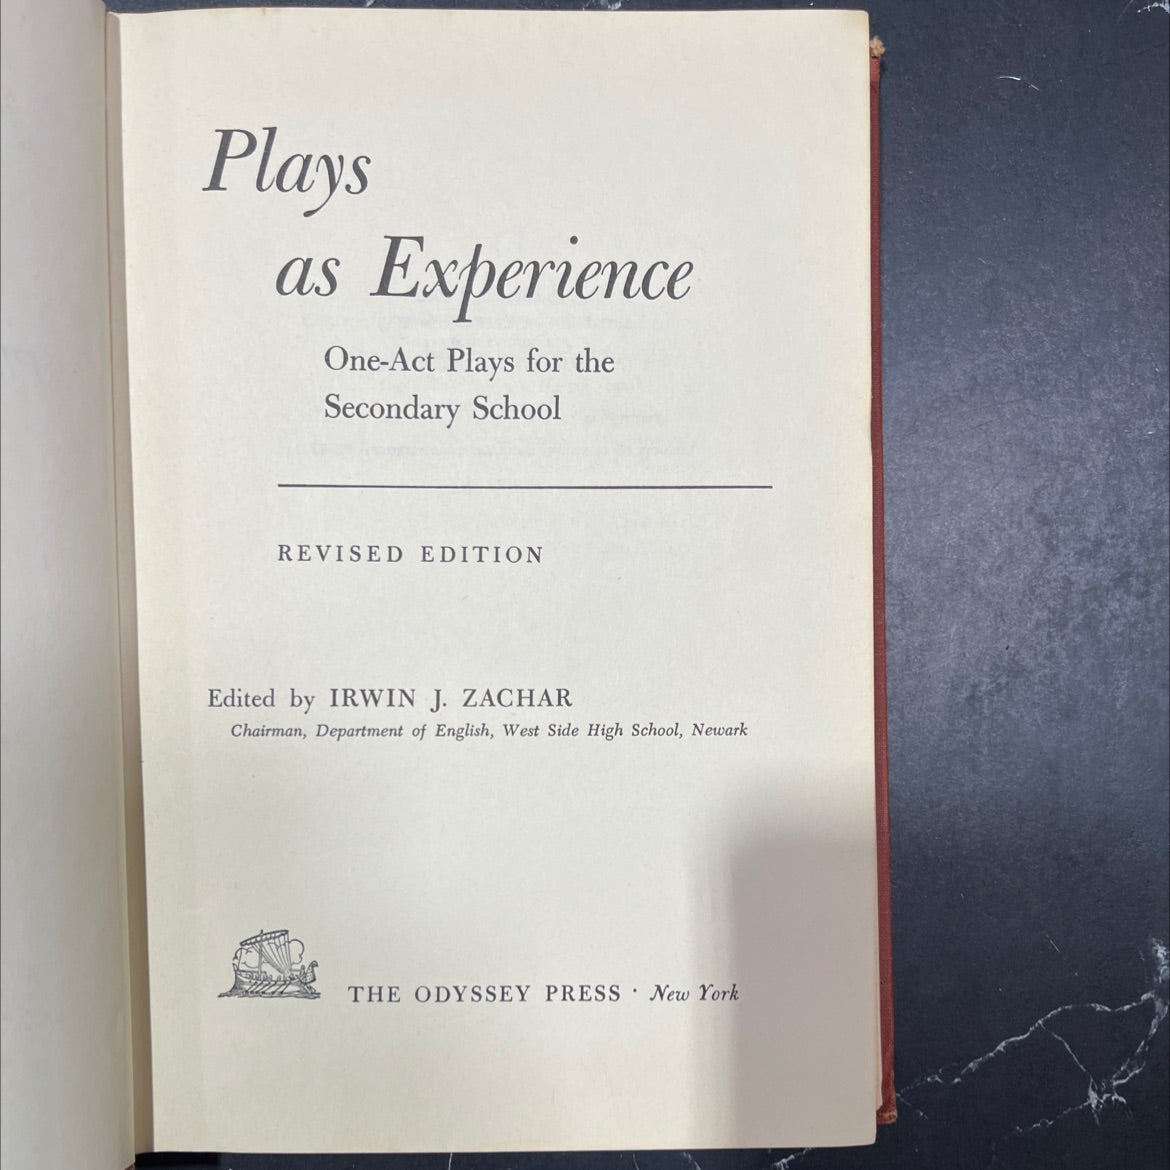 Plays
as Experience
One-Act Plays for the
Secondary School
REVISED EDITION
Edited by IRWIN J. ZACHAR
Chairman, Department of English, West Side High School, Newark
THE ODYSSEY PRESS · New York